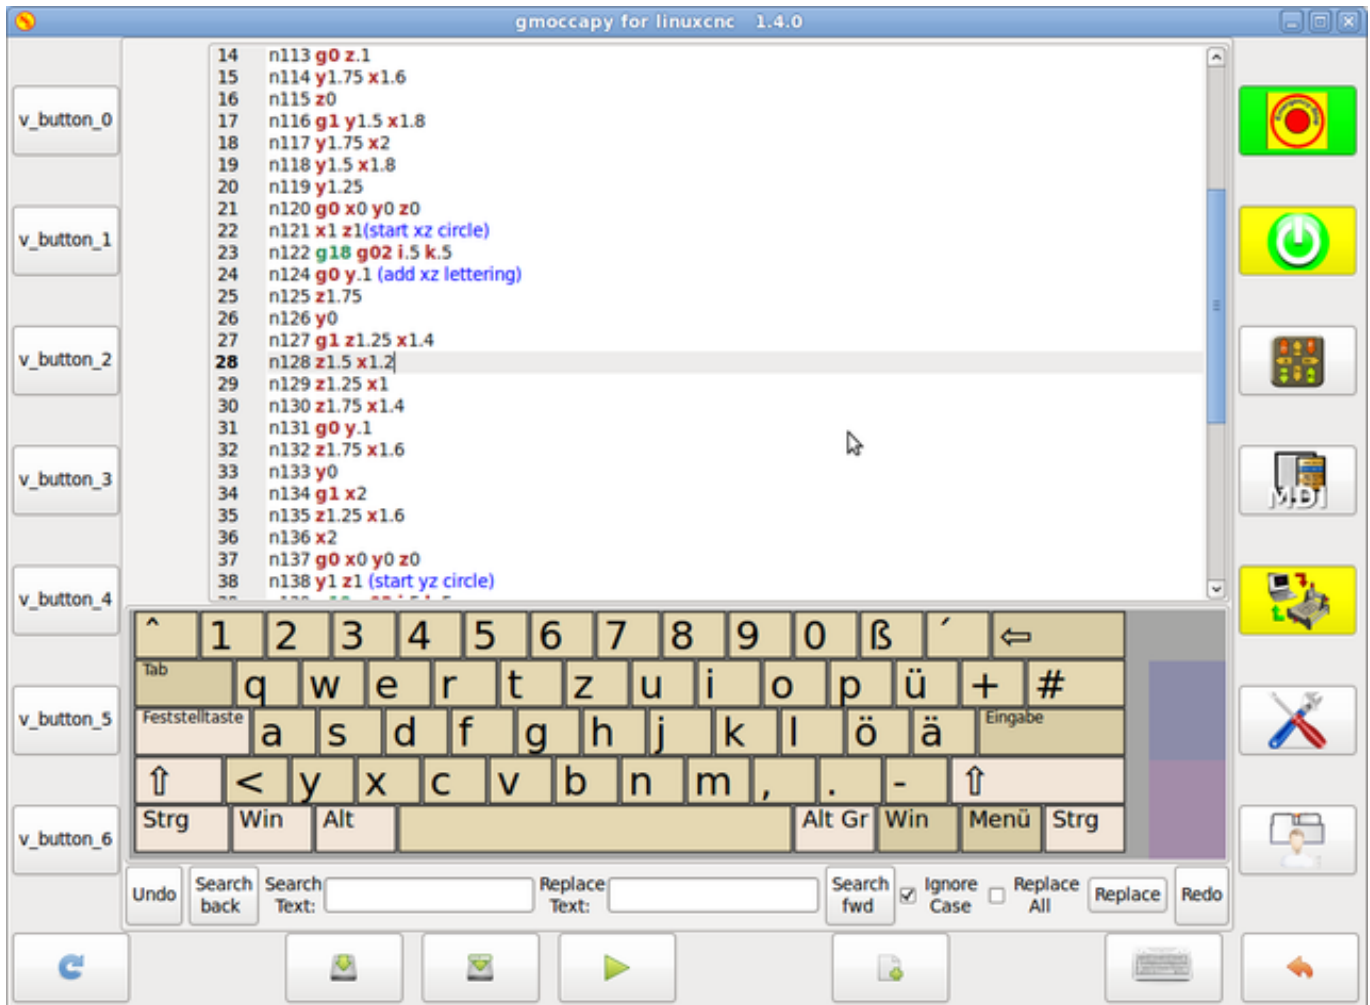 gmoccapy for linuxcnc 1.4.0
v_button_0
v_button_1
v_button_2
v_button_3
v_button_4
v_button_5
v_button_6
14 n113 g0 z.1
15 n114 y1.75 x1.6
16 n115 z0
17 n116 g1 y1.5 x1.8
18 n117 y1.75 x2
19 n118 y1.5 x1.8
20 n119 y1.25
21 n120 g0 x0 y0 z0
22 n121 x1 z1(start xz circle)
23 n122 g18 g02 i.5 k.5
24 n124 g0 y.1 (add xz lettering)
25 n125 z1.75
26 n126 y0
27 n127 g1 z1.25 x1.4
28 n128 z1.5 x1.2
29 n129 z1.25 x1
30 n130 z1.75 x1.4
31 n131 g0 y.1
32 n132 z1.75 x1.6
33 n133 y0
34 n134 g1 x2
35 n135 z1.25 x1.6
36 n136 x2
37 n137 g0 x0 y0 z0
38 n138 y1 z1 (start yz circle)
MDI
^ 1 2 3 4 5 6 7 8 9 0 ß ´ ⇦
Tab q w e r t z u i o p ü + #
Feststelltaste a s d f g h j k l ö ä Eingabe
⇧ < y x c v b n m , . - ⇧
Strg Win Alt Alt Gr Win Menü Strg
Undo
Search back
Search Text:
Replace Text:
Search fwd
Ignore Case
Replace All
Replace
Redo